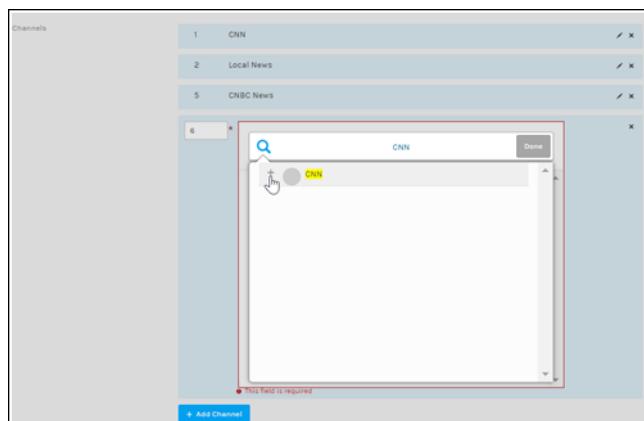 Channels
1 CNN
2 Local News
5 CNBC News
6 *
CNN Done
CNN
This field is required
+ Add Channel